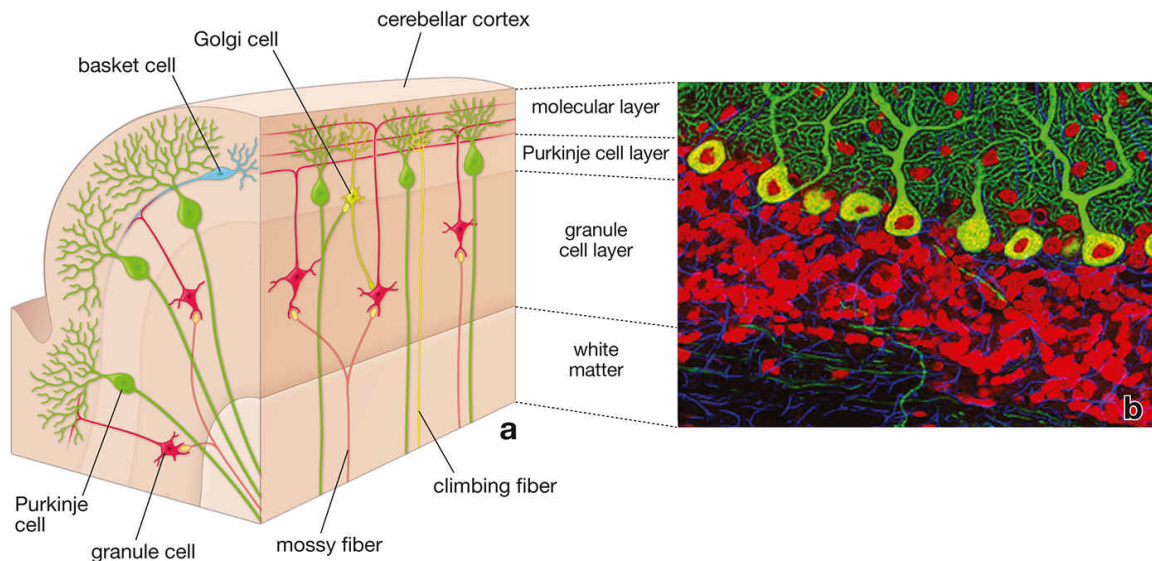 cerebellar cortex
Golgi cell
basket cell
molecular layer
Purkinje cell layer
granule
cell layer
white
matter
a
b
climbing fiber
Purkinje
cell
granule cell
mossy fiber